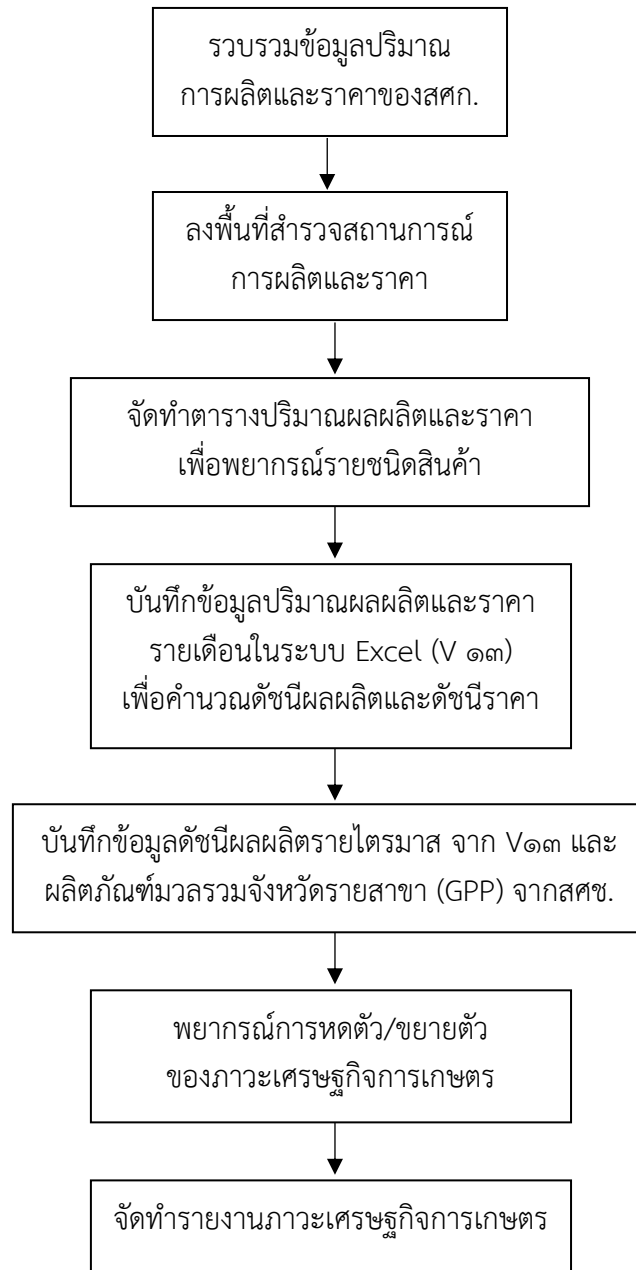 รวบรวมข้อมูลปริมาณ
การผลิตและราคาของสศก.
ลงพื้นที่สำรวจสถานการณ์
การผลิตและราคา
จัดทำตารางปริมาณผลผลิตและราคา
เพื่อพยากรณ์รายชนิดสินค้า
บันทึกข้อมูลปริมาณผลผลิตและราคา
รายเดือนในระบบ Excel (V ๑๓)
เพื่อคำนวณดัชนีผลผลิตและดัชนีราคา
บันทึกข้อมูลดัชนีผลผลิตรายไตรมาส จาก V๑๓ และ
ผลิตภัณฑ์มวลรวมจังหวัดรายสาขา (GPP) จากสศช.
พยากรณ์การหดตัว/ขยายตัว
ของภาวะเศรษฐกิจการเกษตร
จัดทำรายงานภาวะเศรษฐกิจการเกษตร